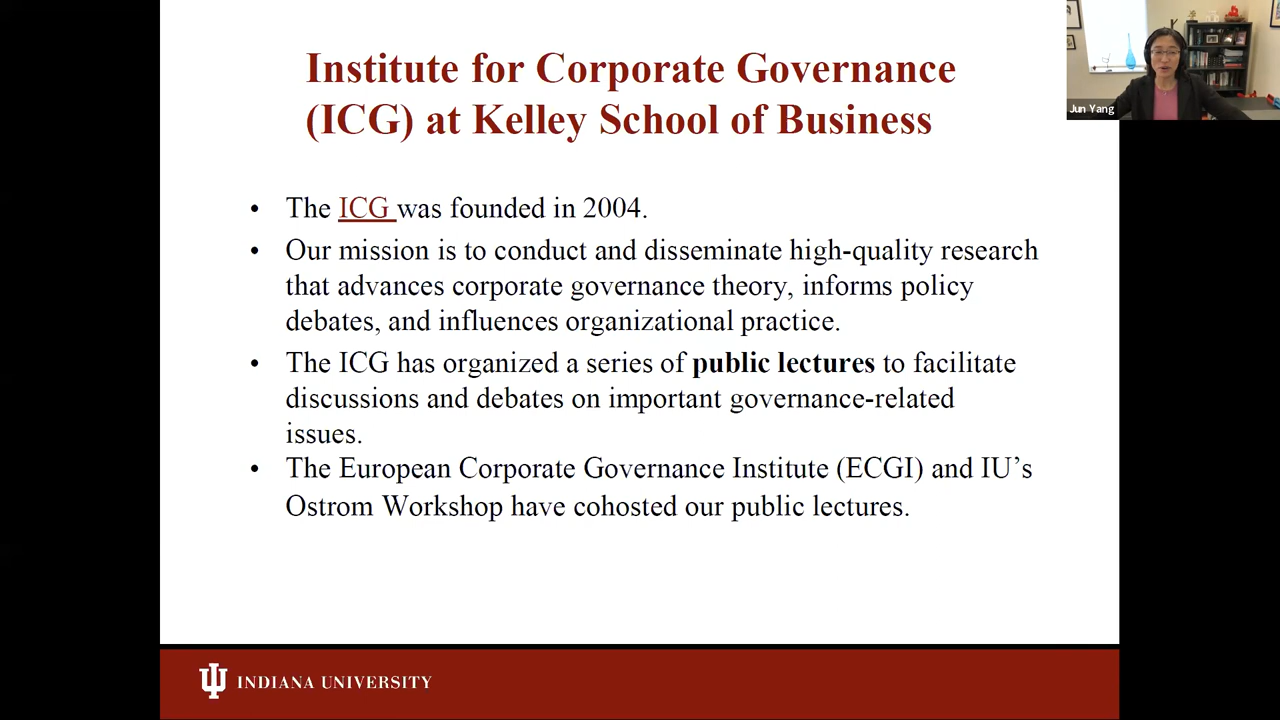 Institute for Corporate Governance
(ICG) at Kelley School of Business
Jun Yang
• The ICG was founded in 2004.
• Our mission is to conduct and disseminate high-quality research
that advances corporate governance theory, informs policy
debates, and influences organizational practice.
• The ICG has organized a series of public lectures to facilitate
discussions and debates on important governance-related
issues.
• The European Corporate Governance Institute (ECGI) and IU’s
Ostrom Workshop have cohosted our public lectures.
INDIANA UNIVERSITY